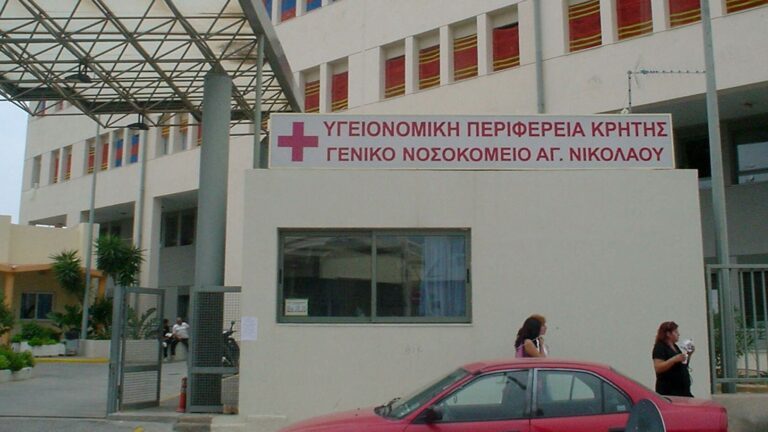 ΥΓΕΙΟΝΟΜΙΚΗ ΠΕΡΙΦΕΡΕΙΑ ΚΡΗΤΗΣ
ΓΕΝΙΚΟ ΝΟΣΟΚΟΜΕΙΟ ΑΓ. ΝΙΚΟΛΑΟΥ